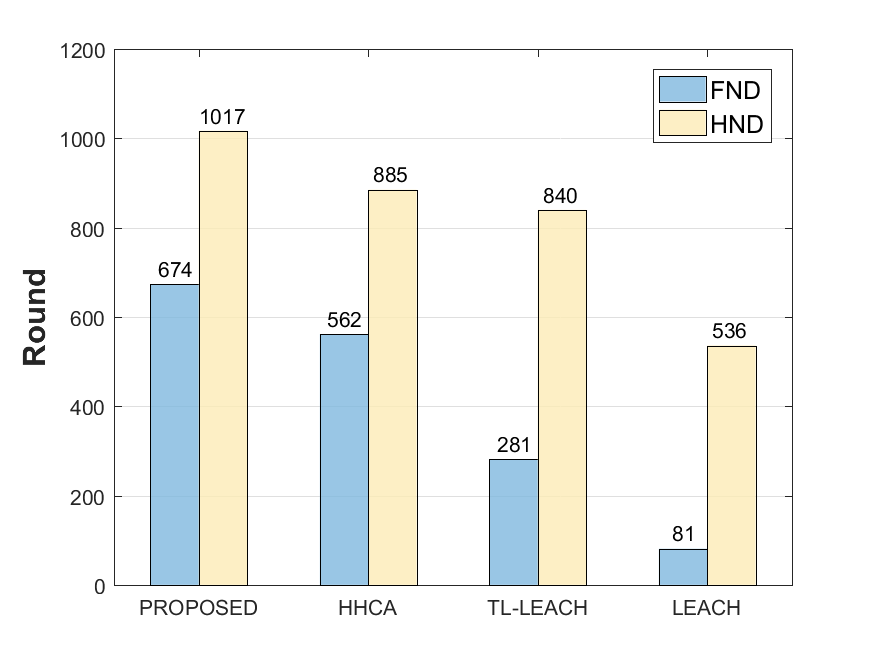 1200
1000
800
600
400
200
0
Round
FND
HND
674
1017
562
885
281
840
81
536
PROPOSED
HHCA
TL-LEACH
LEACH